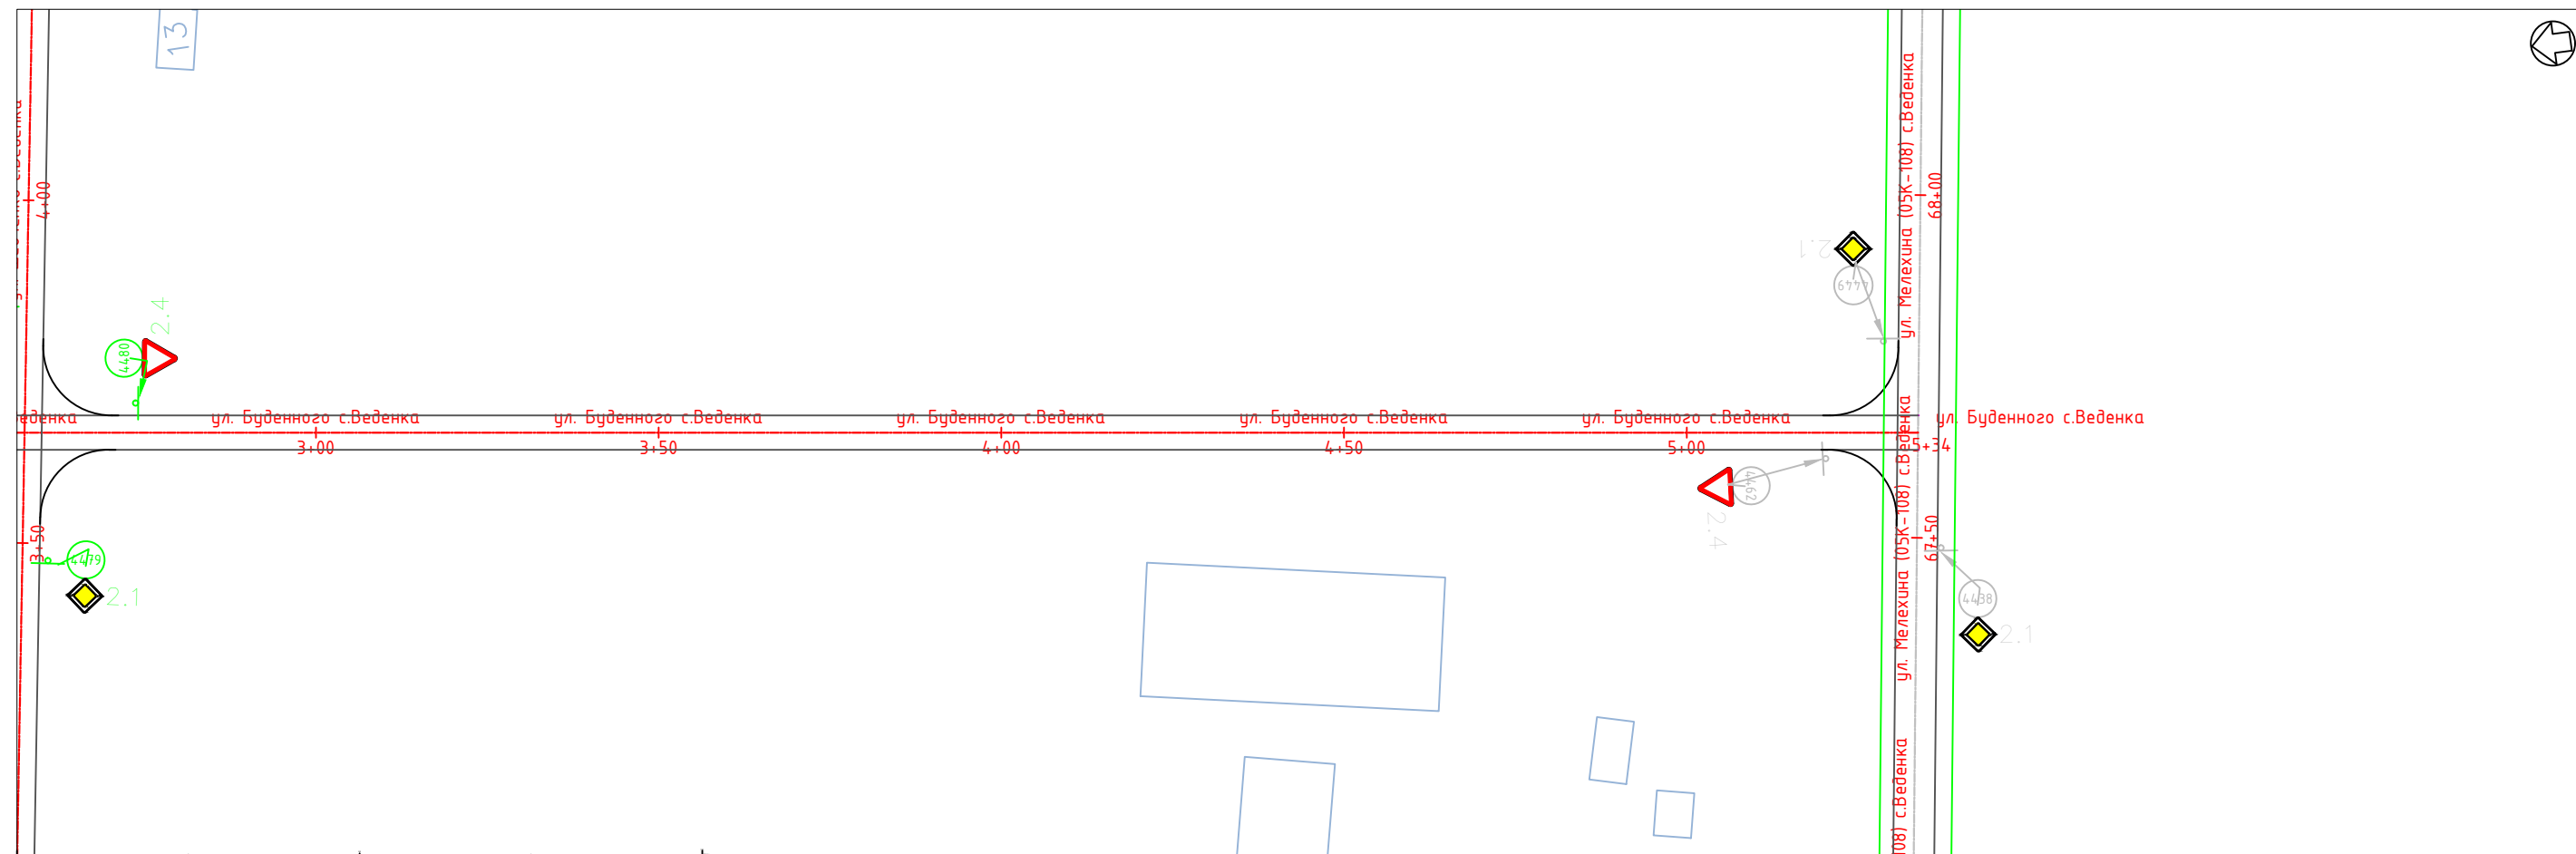 13
ул. Мелехина (05К-108) с.Веденка
4+00
68+00
2.1
4449
2.4
4480
еденка
ул. Буденного с.Веденка
ул. Буденного с.Веденка
ул. Буденного с.Веденка
ул. Буденного с.Веденка
ул. Буденного с.Веденка
ул. Буденного с.Веденка
3+00
3+50
4+00
4+50
5+00
5+34
4462
2.4
ул. Мелехина (05К-108) с.Веденка
3+50
67+50
4479
2.1
4438
2.1
08) с.Веденка